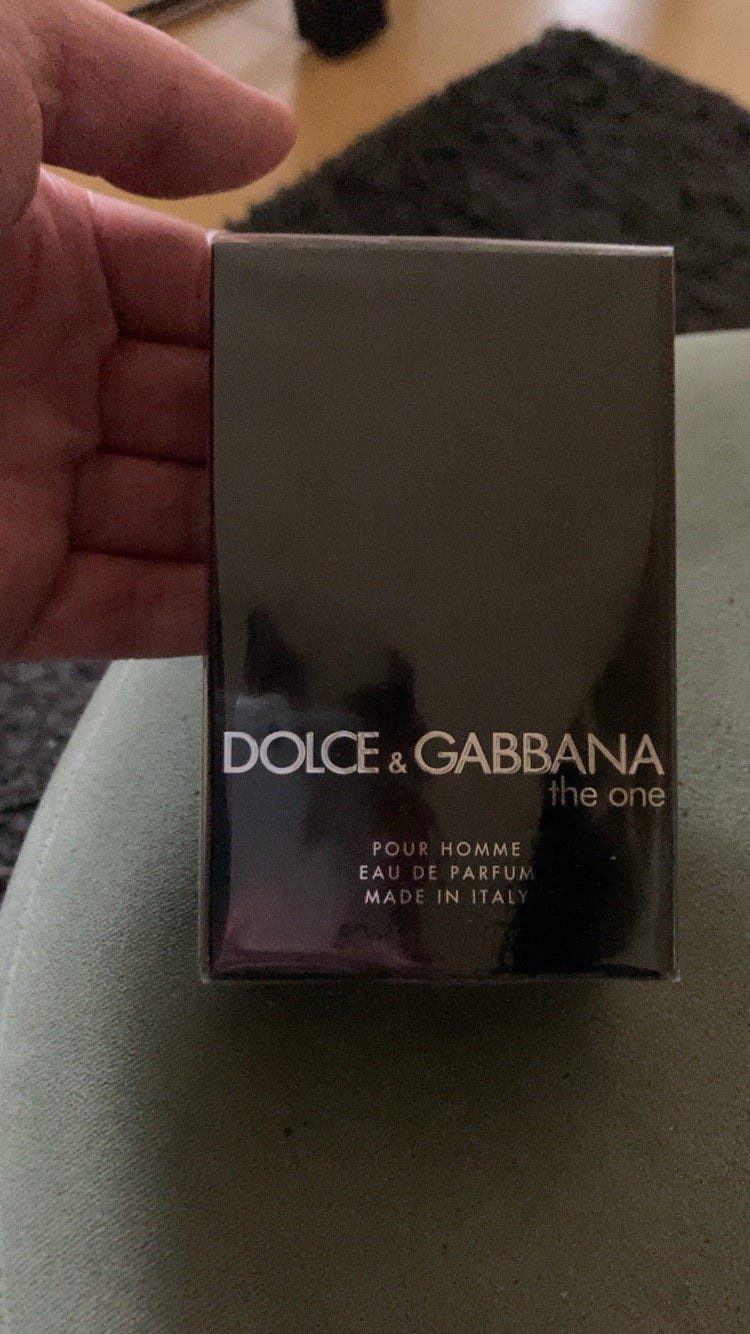 DOLCE & GABBANA
the one
POUR HOMME
EAU DE PARFUM
MADE IN ITALY